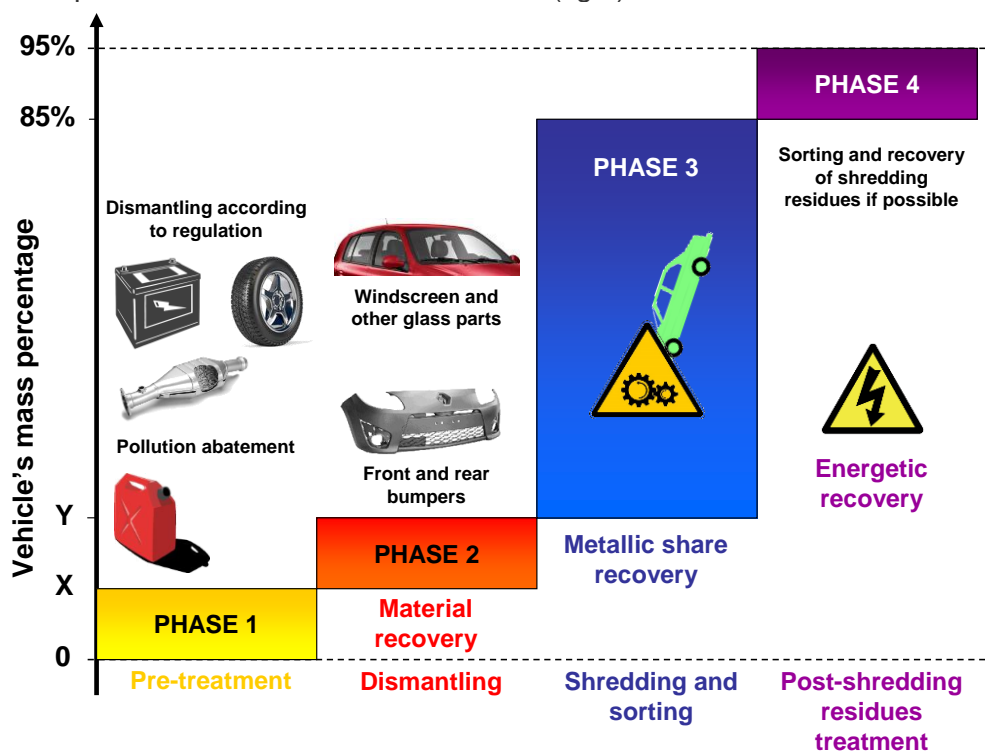 95%
85%
Y
X
0
Vehicle's mass percentage
Dismantling according
to regulation
Pollution abatement
PHASE 1
Pre-treatment
Windscreen and
other glass parts
Front and rear
bumpers
PHASE 2
Material
recovery
Dismantling
PHASE 3
Metallic share
recovery
Shredding and
sorting
PHASE 4
Sorting and recovery
of shredding
residues if possible
Energetic
recovery
Post-shredding
residues
treatment